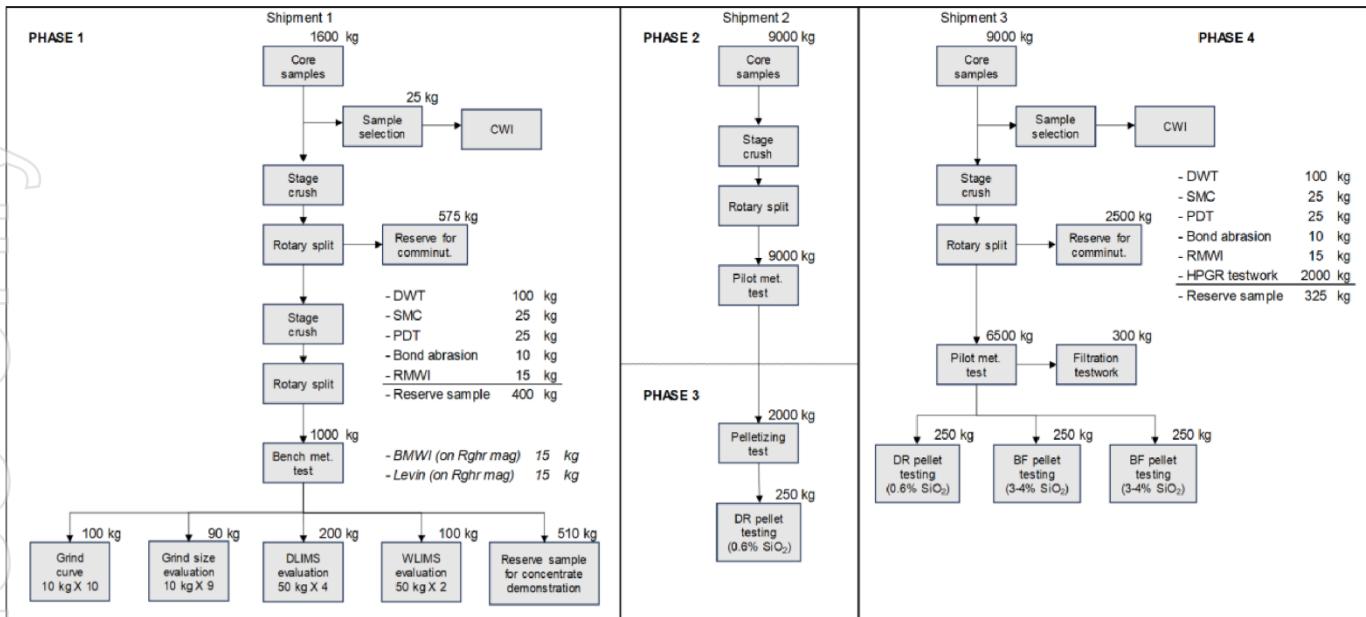 PHASE 1
Shipment 1
1600 kg
Core
samples
25 kg
Sample
selection
CWI
Stage
crush
575 kg
Rotary split
Reserve for
comminut.
- DWT 100 kg
- SMC 25 kg
- PDT 25 kg
- Bond abrasion 10 kg
- RMWI 15 kg
- Reserve sample 400 kg
Stage
crush
Rotary split
1000 kg
Bench met.
test
- BMWI (on Rghr mag) 15 kg
- Levin (on Rghr mag) 15 kg
100 kg
Grind
curve
10 kg X 10
90 kg
Grind size
evaluation
10 kg X 9
200 kg
DLIMS
evaluation
50 kg X 4
100 kg
WLIMS
evaluation
50 kg X 2
510 kg
Reserve sample
for concentrate
demonstration
PHASE 2
Shipment 2
9000 kg
Core
samples
Stage
crush
Rotary split
9000 kg
Pilot met.
test
PHASE 3
2000 kg
Pelletizing
test
250 kg
DR pellet
testing
(0.6% SiO₂)
Shipment 3
9000 kg
PHASE 4
Core
samples
Sample
selection
CWI
Stage
crush
2500 kg
Rotary split
Reserve for
comminut.
- DWT 100 kg
- SMC 25 kg
- PDT 25 kg
- Bond abrasion 10 kg
- RMWI 15 kg
- HPGR testwork 2000 kg
- Reserve sample 325 kg
6500 kg
Pilot met.
test
300 kg
Filtration
testwork
250 kg
DR pellet
testing
(0.6% SiO₂)
250 kg
BF pellet
testing
(3-4% SiO₂)
250 kg
BF pellet
testing
(3-4% SiO₂)